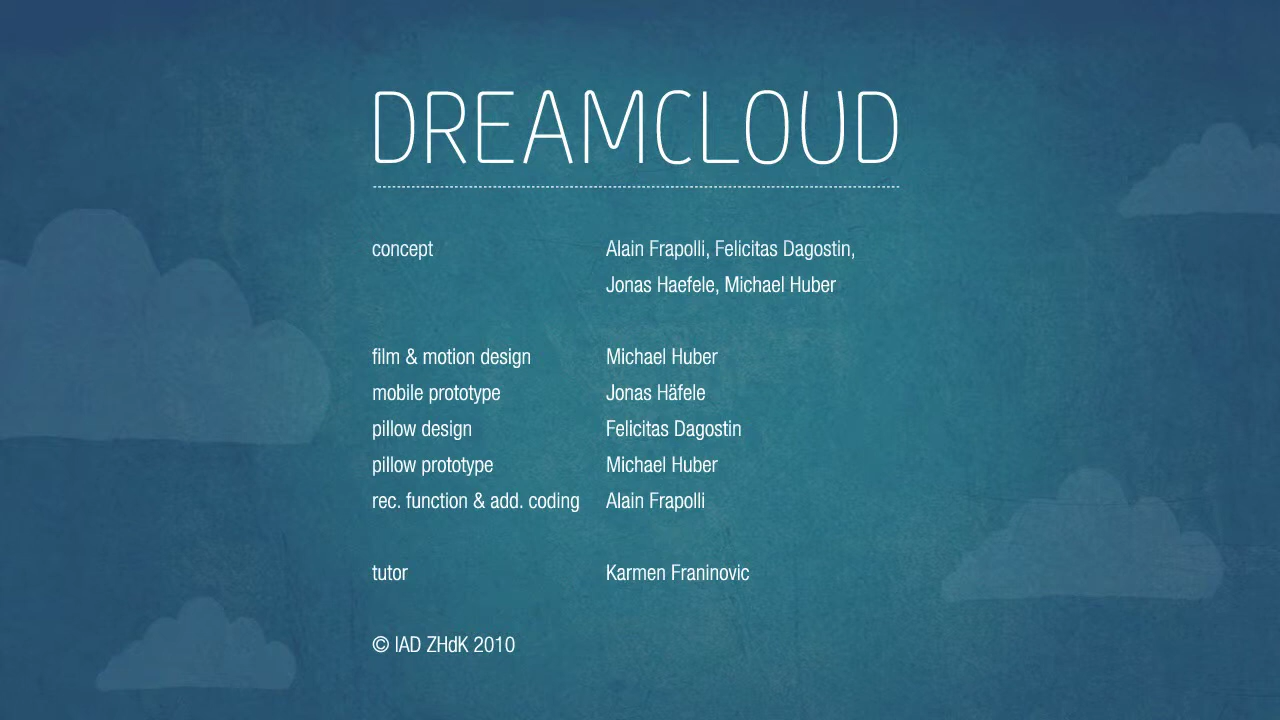 DREAMCLOUD
concept Alain Frapolli, Felicitas Dagostin,
Jonas Haefele, Michael Huber
film & motion design Michael Huber
mobile prototype Jonas Häfele
pillow design Felicitas Dagostin
pillow prototype Michael Huber
rec. function & add. coding Alain Frapolli
tutor Karmen Franinovic
© IAD ZHdK 2010